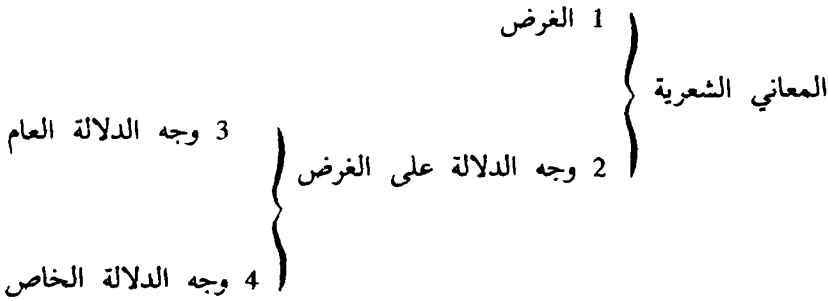 1 الغرض
المعاني الشعرية
3 وجه الدلالة العام
2 وجه الدلالة على الغرض
4 وجه الدلالة الخاص